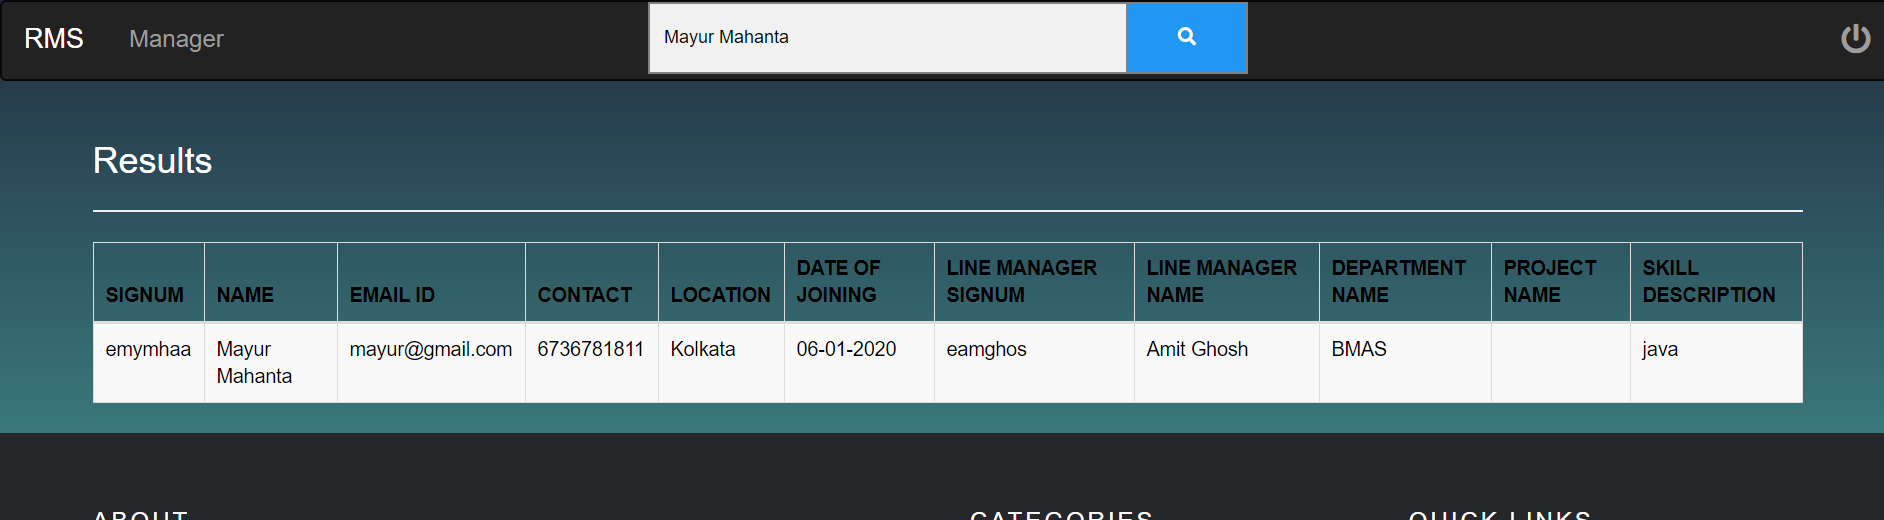 RMS Manager Mayur Mahanta
Results
SIGNUM NAME EMAIL ID CONTACT LOCATION DATE OF JOINING LINE MANAGER SIGNUM LINE MANAGER NAME DEPARTMENT NAME PROJECT NAME SKILL DESCRIPTION
emymhaa Mayur Mahanta mayur@gmail.com 6736781811 Kolkata 06-01-2020 eamghos Amit Ghosh BMAS java
ABOUT CATEGORIES QUICK LINKS